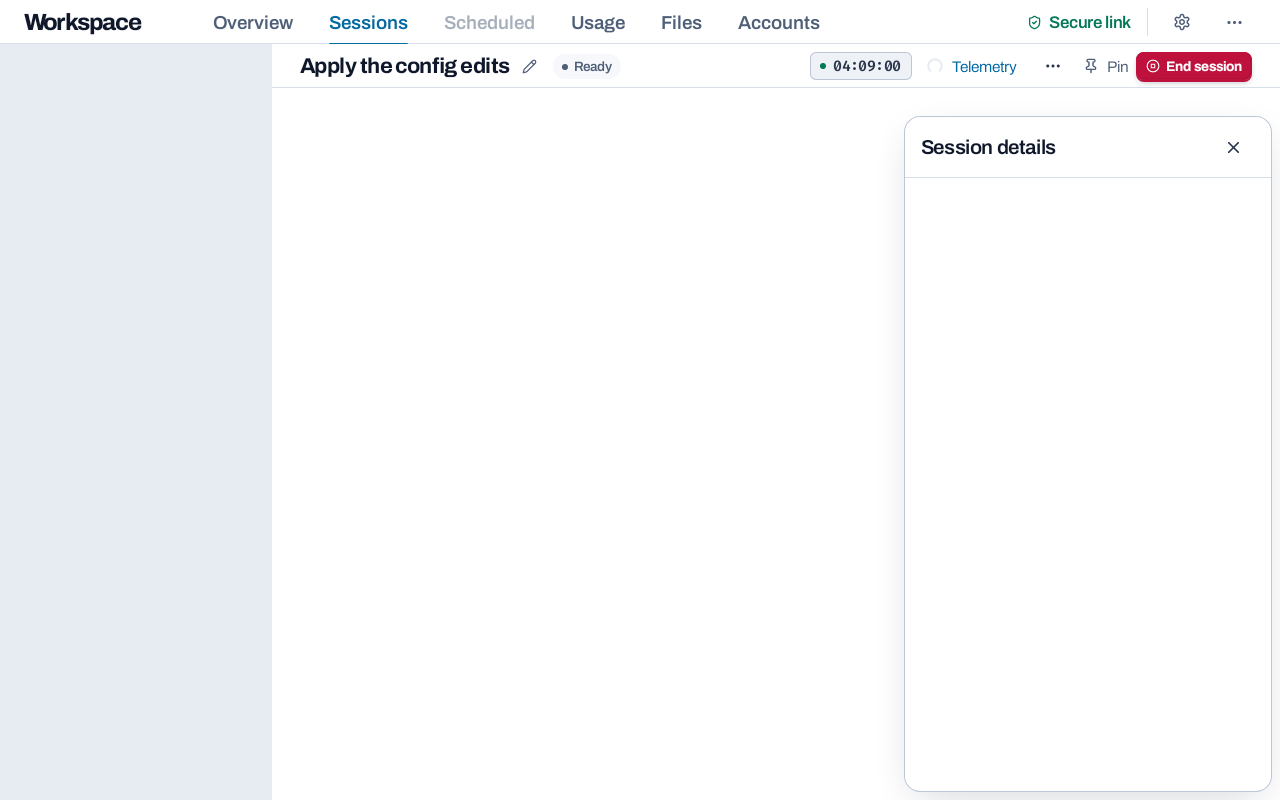 Workspace Overview Sessions Scheduled Usage Files Accounts Secure link
Apply the config edits Ready 04:09:00 Telemetry Pin End session
Session details